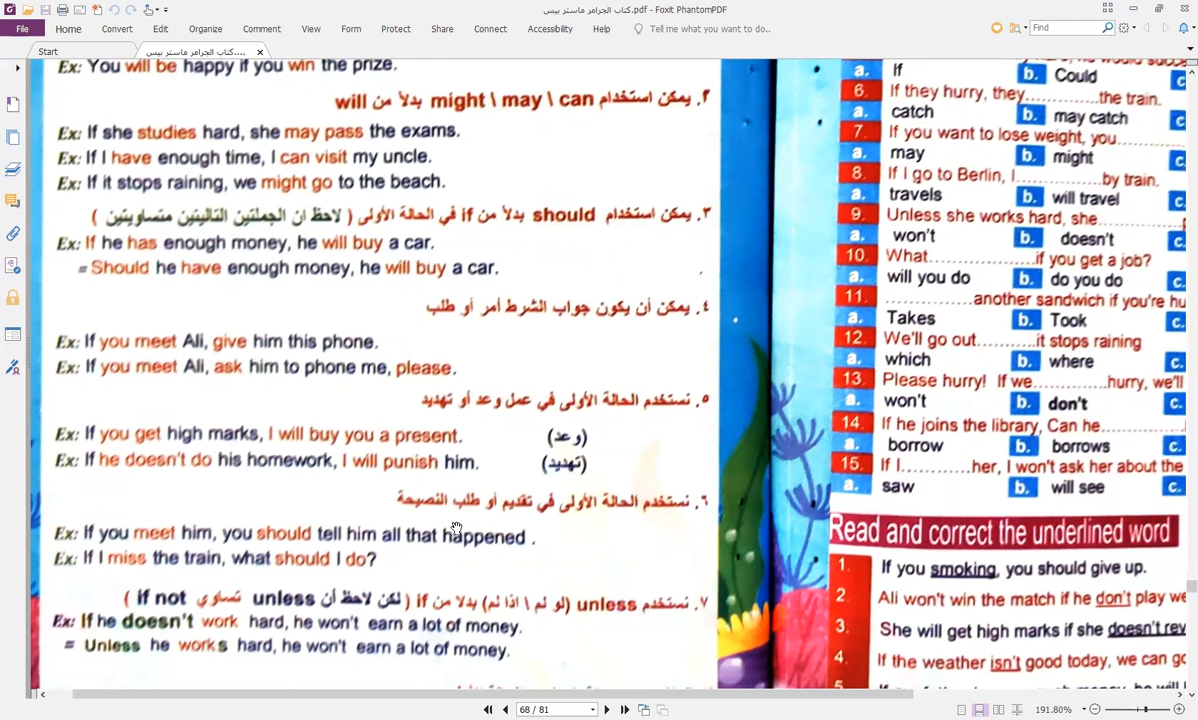 كتاب الجرامر ماستر بيس.pdf - Foxit PhantomPDF
File Home Convert Edit Organize Comment View Form Protect Share Connect Accessibility Help Tell me what you want to do.. Find
Start كتاب الجرامر ماستر بيس....
Ex: You will be happy if you win the prize.
٢. يمكن استخدام might \ may \ can بدلاً من will
Ex: If she studies hard, she may pass the exams.
Ex: If I have enough time, I can visit my uncle.
Ex: If it stops raining, we might go to the beach.
٣. يمكن استخدام should بدلاً من if في الحالة الأولى ( لاحظ ان الجملتين التاليتين متساويتين )
Ex: If he has enough money, he will buy a car.
= Should he have enough money, he will buy a car.
٤. يمكن أن يكون جواب الشرط أمر أو طلب
Ex: If you meet Ali, give him this phone.
Ex: If you meet Ali, ask him to phone me, please.
٥. نستخدم الحالة الأولى في عمل وعد أو تهديد
Ex: If you get high marks, I will buy you a present. (وعد)
Ex: If he doesn't do his homework, I will punish him. (تهديد)
٦. نستخدم الحالة الأولى في تقديم أو طلب النصيحة
Ex: If you meet him, you should tell him all that happened .
Ex: If I miss the train, what should I do?
٧. نستخدم unless (لو لم \ اذا لم) بدلا من if ( لكن لاحظ أن unless تساوي if not )
Ex: If he doesn't work hard, he won't earn a lot of money.
= Unless he works hard, he won't earn a lot of money.
a. If b. Could c
6. If they hurry, they............the train.
a. catch b. may catch c.
7. If you want to lose weight, you............
a. may b. might c.
8. If I go to Berlin, I...............by train.
a. travels b. will travel c.
9. Unless she works hard, she............
a. won't b. doesn't c.
10. What.....................if you get a job?
a. will you do b. do you do c.
11. ..................another sandwich if you're hu
a. Takes b. Took c.
12. We'll go out..........it stops raining
a. which b. where c.
13. Please hurry! If we.............hurry, we'll
a. won't b. don't c.
14. If he joins the library, Can he...............
a. borrow b. borrows c.
15. If I............her, I won't ask her about the
a. saw b. will see c.
Read and correct the underlined word
1. If you smoking, you should give up.
2. Ali won't win the match if he don't play we
3. She will get high marks if she doesn't rev
4. If the weather isn't good today, we can go
68 / 81 191.80%